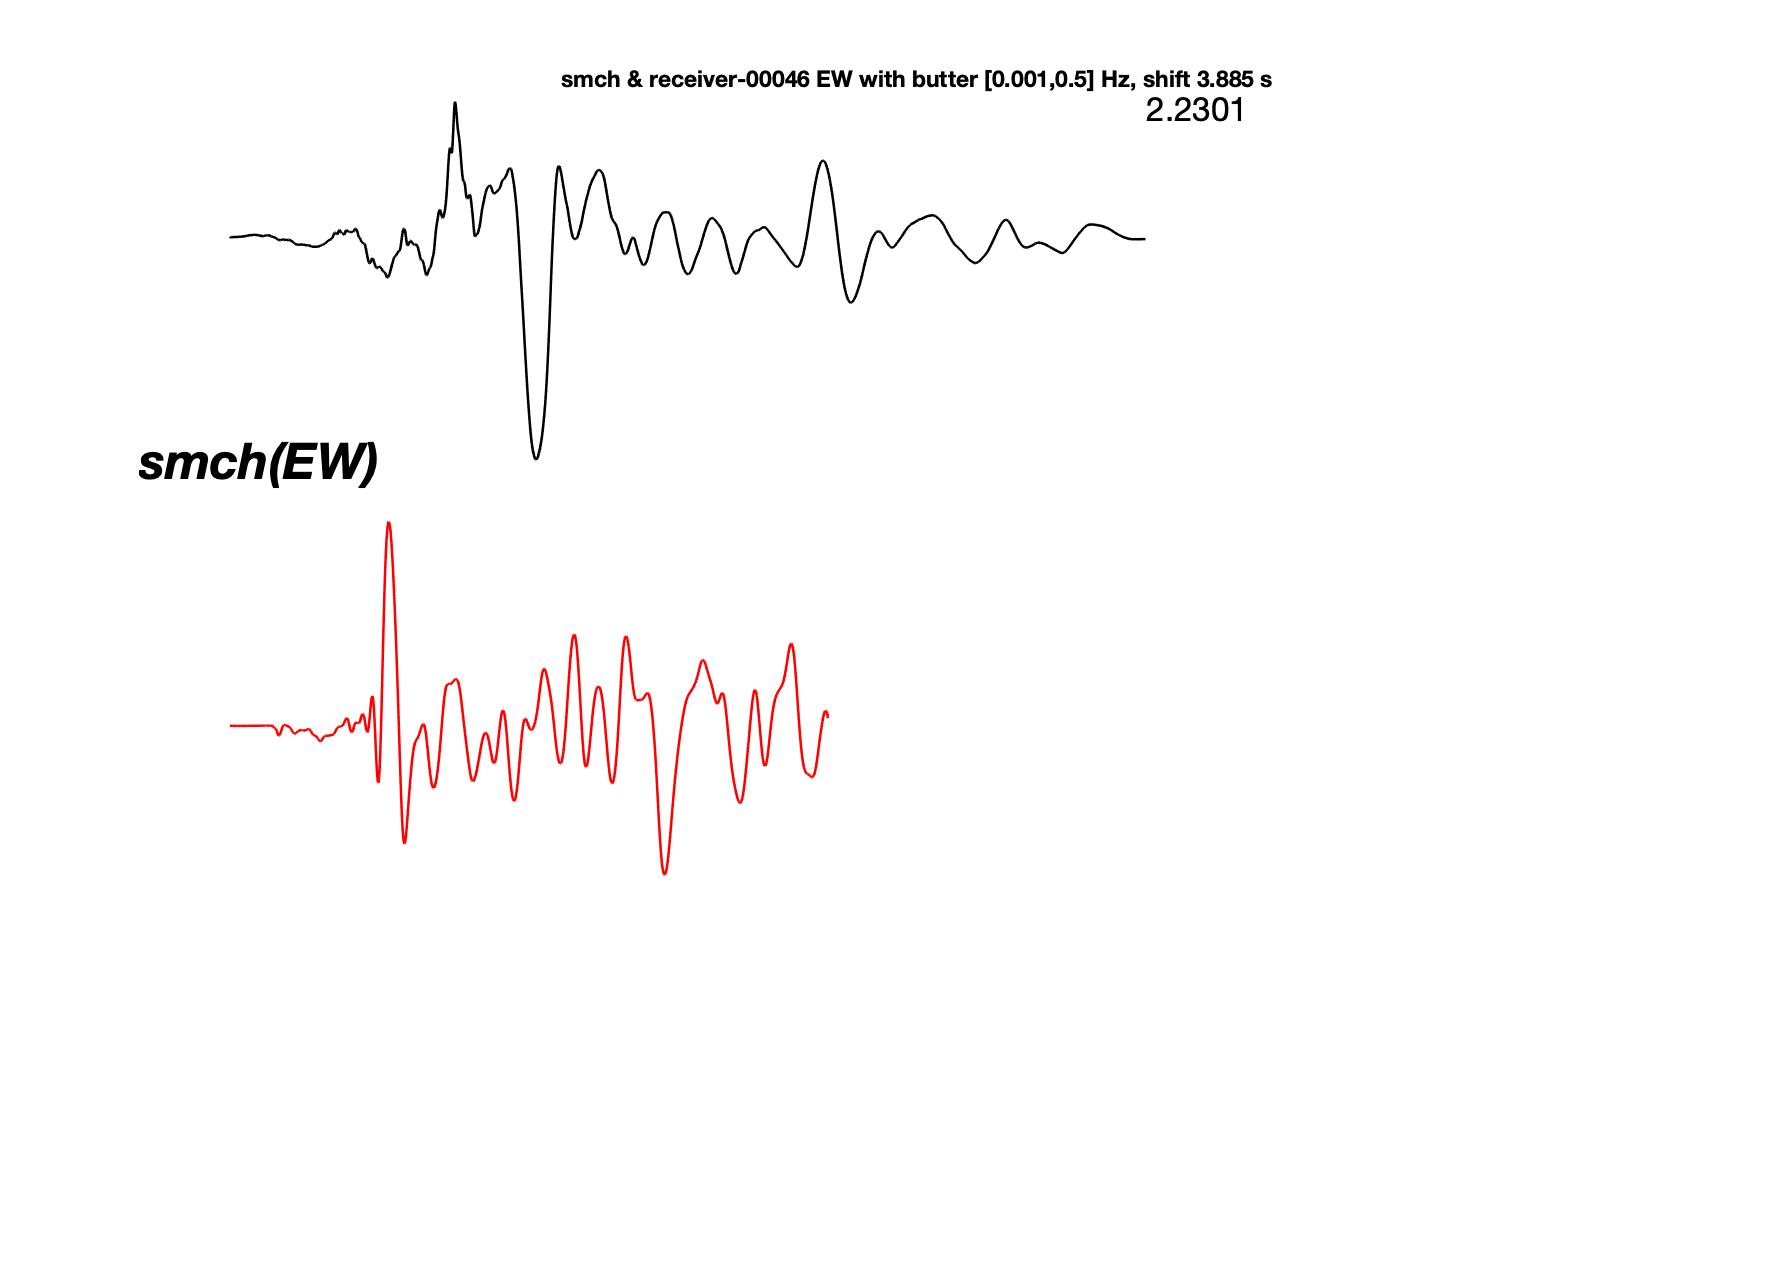 smch & receiver-00046 EW with butter [0.001,0.5] Hz, shift 3.885 s
2.2301
smch(EW)